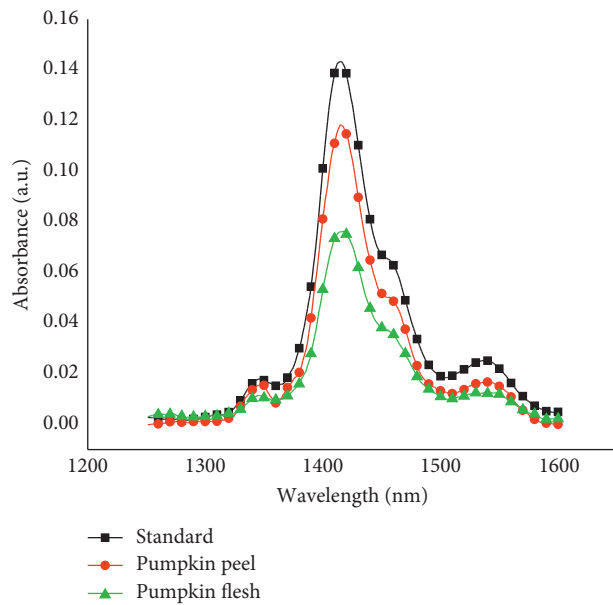 0.16
0.14
0.12
0.10
0.08
0.06
0.04
0.02
0.00
Absorbance (a.u.)
1200 1300 1400 1500 1600
Wavelength (nm)
Standard
Pumpkin peel
Pumpkin flesh